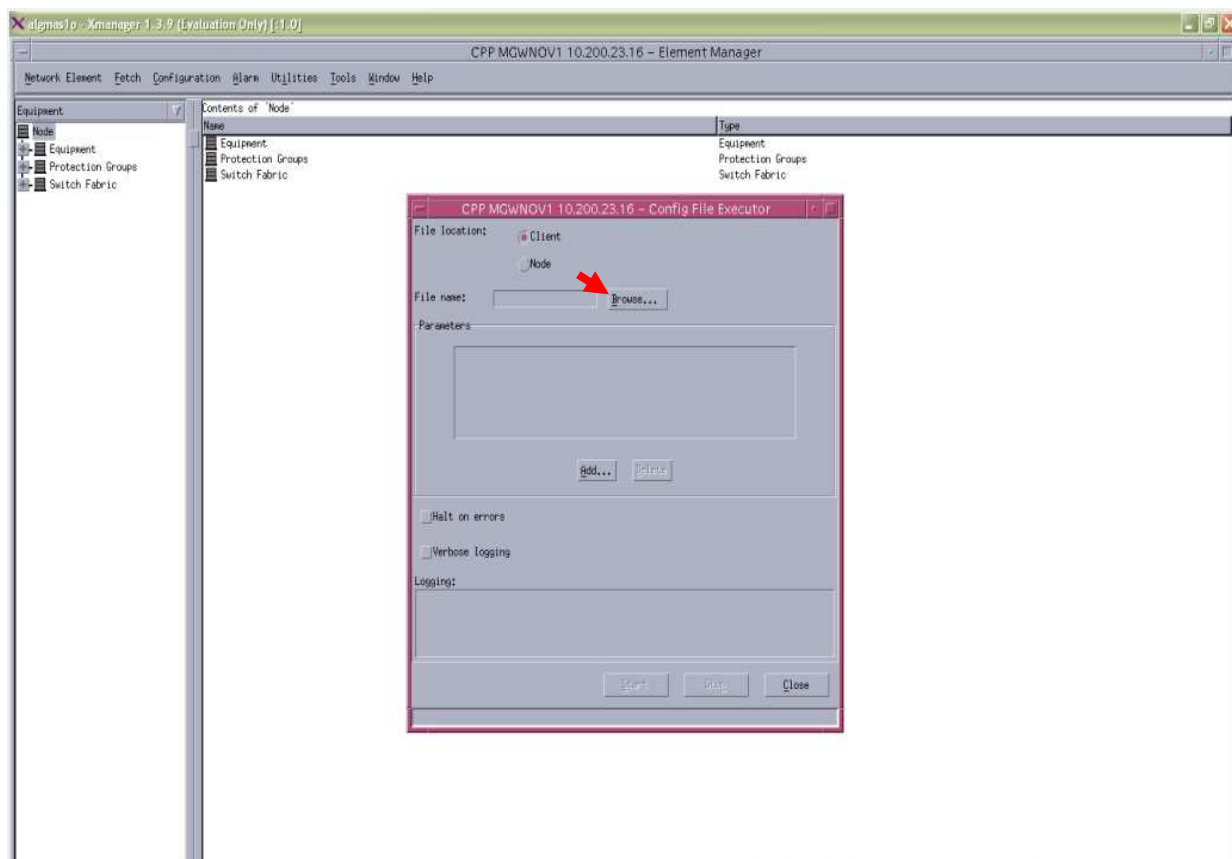 algmas1o - Xmanager 1.3.9 (Evaluation Only) [:1.0]
CPP MGWNOV1 10.200.23.16 – Element Manager
Network Element Fetch Configuration Alarm Utilities Tools Window Help
Equipment
Contents of 'Node'
Name Type
Node
Equipment
Protection Groups
Switch Fabric
Equipment Equipment
Protection Groups Protection Groups
Switch Fabric Switch Fabric
CPP MGWNOV1 10.200.23.16 – Config File Executor
File location:
Client
Node
File name:
Browse...
Parameters
Add...
Delete
Halt on errors
Verbose logging
Logging:
Start
Close